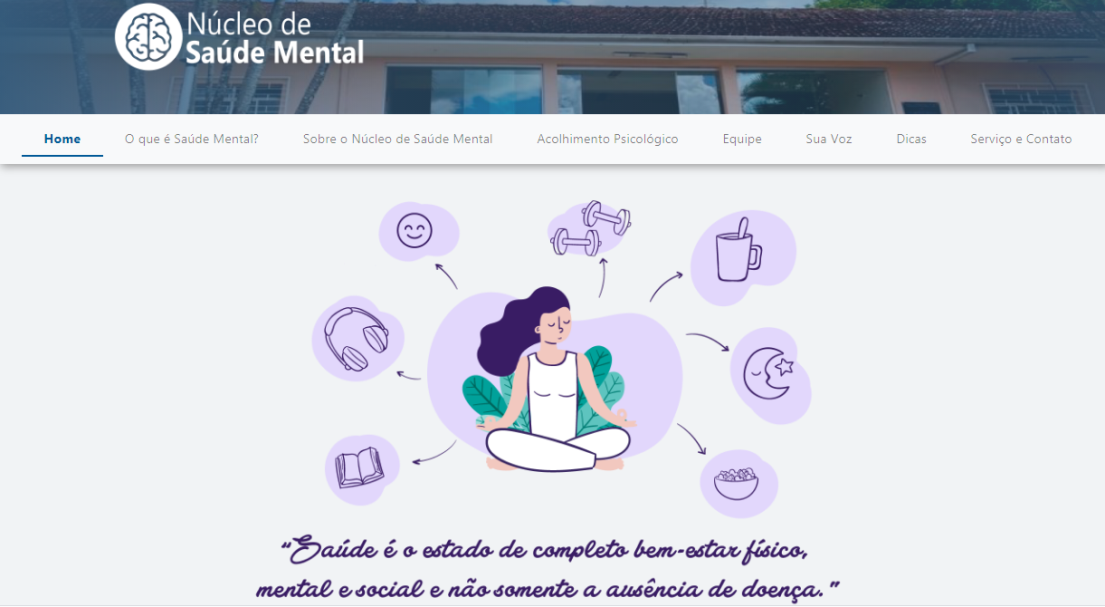 Núcleo de
Saúde Mental
Home O que é Saúde Mental? Sobre o Núcleo de Saúde Mental Acolhimento Psicológico Equipe Sua Voz Dicas Serviço e Contato
“Saúde é o estado de completo bem-estar físico,
mental e social e não somente a ausência de doença.”